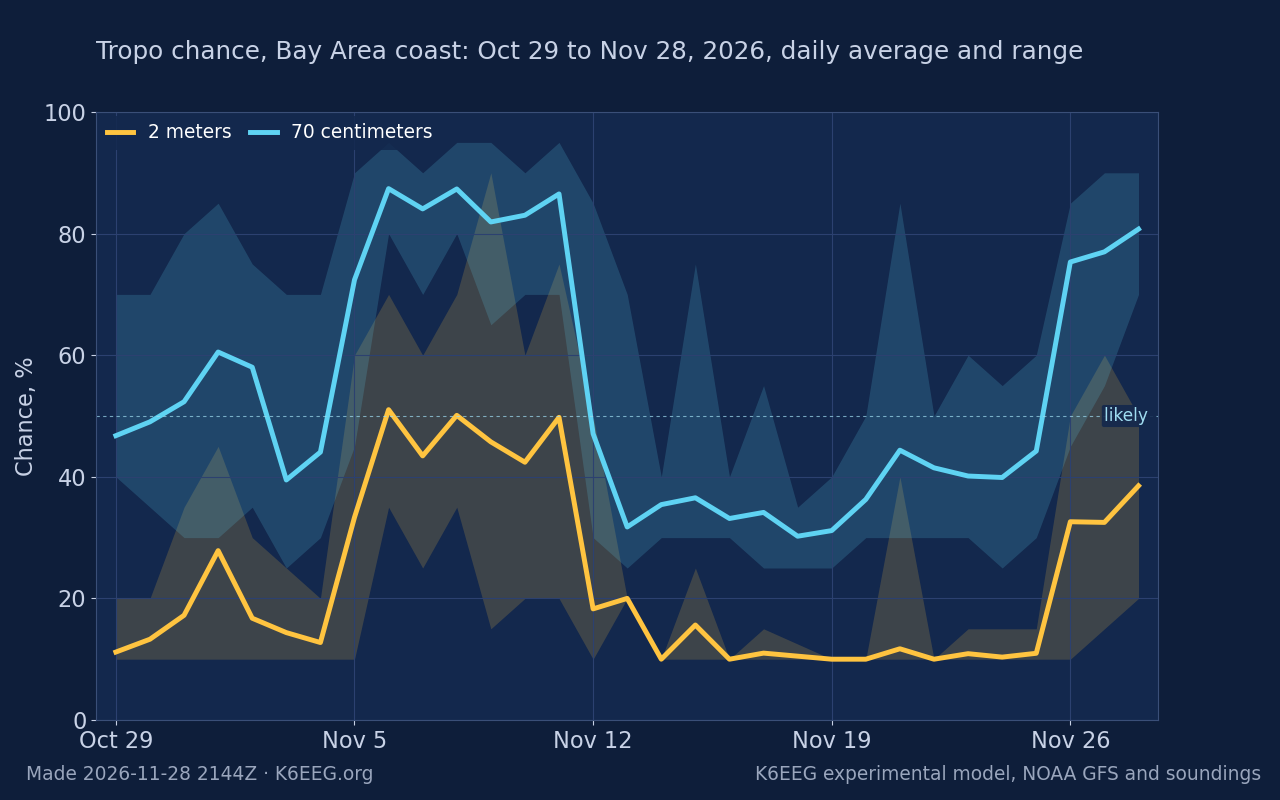 Tropo chance, Bay Area coast: Oct 29 to Nov 28, 2026, daily average and range
2 meters
70 centimeters
Chance, %
100
80
60
40
20
0
likely
Oct 29
Nov 5
Nov 12
Nov 19
Nov 26
Made 2026-11-28 2144Z · K6EEG.org
K6EEG experimental model, NOAA GFS and soundings